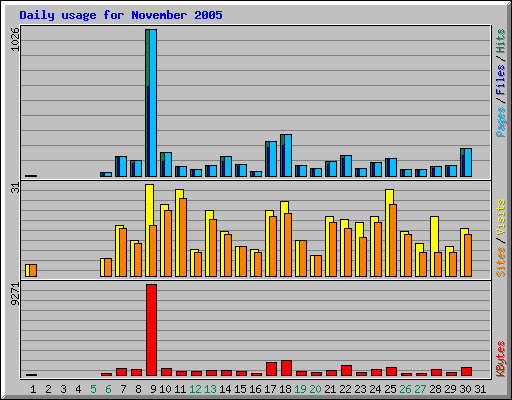 Daily usage for November 2005
1026
Pages / Files / Hits
31
Sites / Visits
9271
KBytes
1 2 3 4 5 6 7 8 9 10 11 12 13 14 15 16 17 18 19 20 21 22 23 24 25 26 27 28 29 30 31